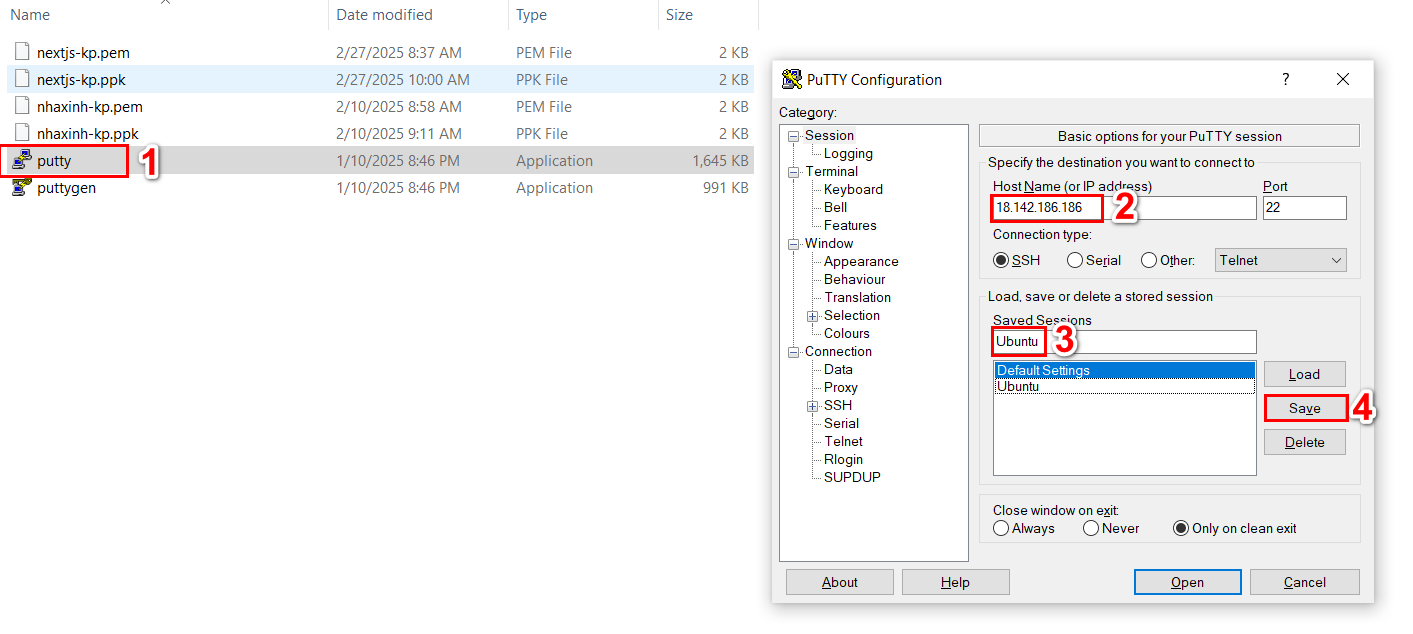 Name Date modified Type Size
nextjs-kp.pem 2/27/2025 8:37 AM PEM File 2 KB
nextjs-kp.ppk 2/27/2025 10:00 AM PPK File 2 KB
nhaxinh-kp.pem 2/10/2025 8:58 AM PEM File 2 KB
nhaxinh-kp.ppk 2/10/2025 9:11 AM PPK File 2 KB
putty 1/10/2025 8:46 PM Application 1,645 KB
1
puttygen 1/10/2025 8:46 PM Application 991 KB
PuTTY Configuration ?
Category:
Session
Logging
Terminal
Keyboard
Bell
Features
Window
Appearance
Behaviour
Translation
Selection
Colours
Connection
Data
Proxy
SSH
Serial
Telnet
Rlogin
SUPDUP
Basic options for your PuTTY session
Specify the destination you want to connect to
Host Name (or IP address) Port
18.142.186.186 2 22
Connection type:
SSH Serial Other: Telnet
Load, save or delete a stored session
Saved Sessions
Ubuntu 3
Default Settings
Ubuntu
Load
Save 4
Delete
Close window on exit:
Always Never Only on clean exit
About Help Open Cancel